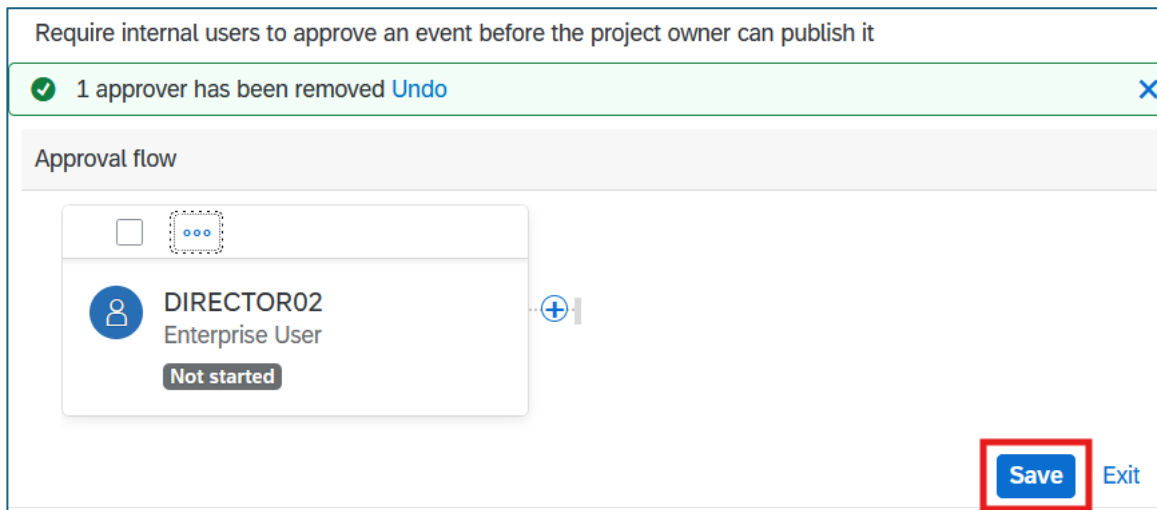 Require internal users to approve an event before the project owner can publish it
1 approver has been removed Undo
Approval flow
DIRECTOR02
Enterprise User
Not started
Save Exit